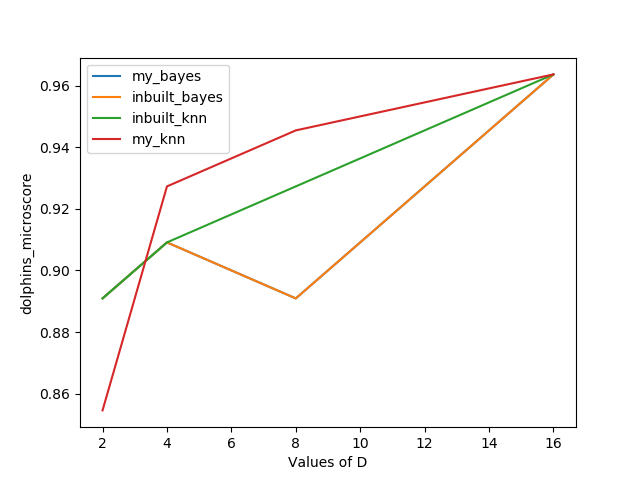 my_bayes
inbuilt_bayes
inbuilt_knn
my_knn
0.96
0.94
0.92
0.90
0.88
0.86
dolphins_microscore
2 4 6 8 10 12 14 16
Values of D